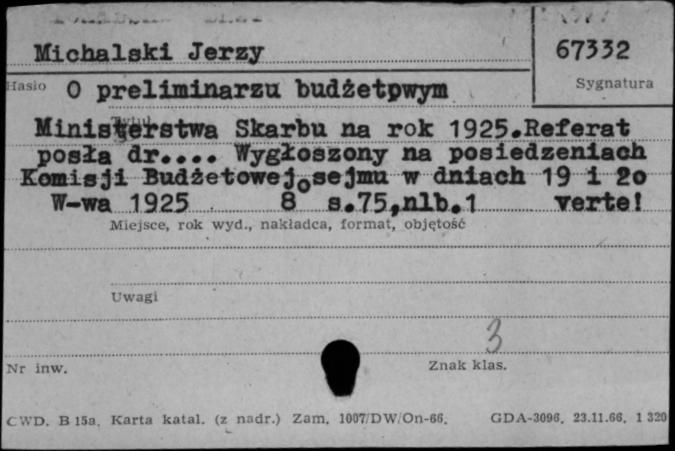 Michalski Jerzy
67332
Hasło
Sygnatura
O preliminarzu budżetpwym
Tytuł
Ministerstwa Skarbu na rok 1925.Referat
posła dr.... Wygłoszony na posiedzeniach
Komisji Budżetowej sejmu w dniach 19 i 2o
W-wa 1925 8 s.75,nlb.1 verte!
Miejsce, rok wyd., nakładca, format, objętość
Uwagi
3
Nr inw.
Znak klas.
CWD. B 15a. Karta katal. (z nadr.) Zam. 1007/DW/On-66. GDA-3096. 23.11.66. 1 320